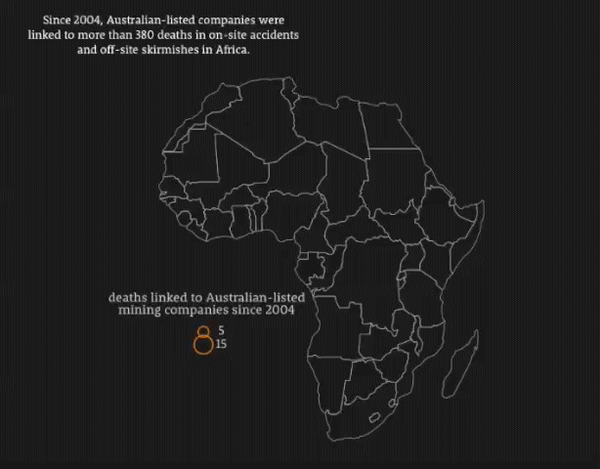 Since 2004, Australian-listed companies were
linked to more than 380 deaths in on-site accidents
and off-site skirmishes in Africa.
deaths linked to Australian-listed
mining companies since 2004
5
15